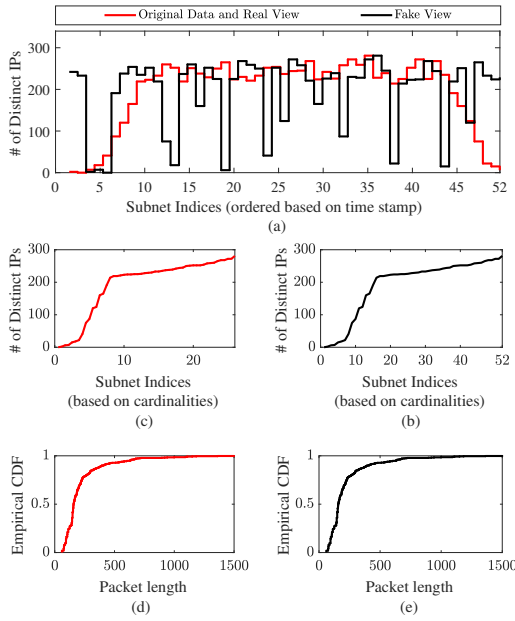 Original Data and Real View
Fake View
# of Distinct IPs
300
200
100
0
0 5 10 15 20 25 30 35 40 45 52
Subnet Indices (ordered based on time stamp)
(a)
# of Distinct IPs
300
200
100
0
0 10 20
Subnet Indices
(based on cardinalities)
(c)
# of Distinct IPs
300
200
100
0
1 10 20 30 40 52
Subnet Indices
(based on cardinalities)
(b)
Empirical CDF
1
0.5
0
0 500 1000 1500
Packet length
(d)
Empirical CDF
1
0.5
0
0 500 1000 1500
Packet length
(e)